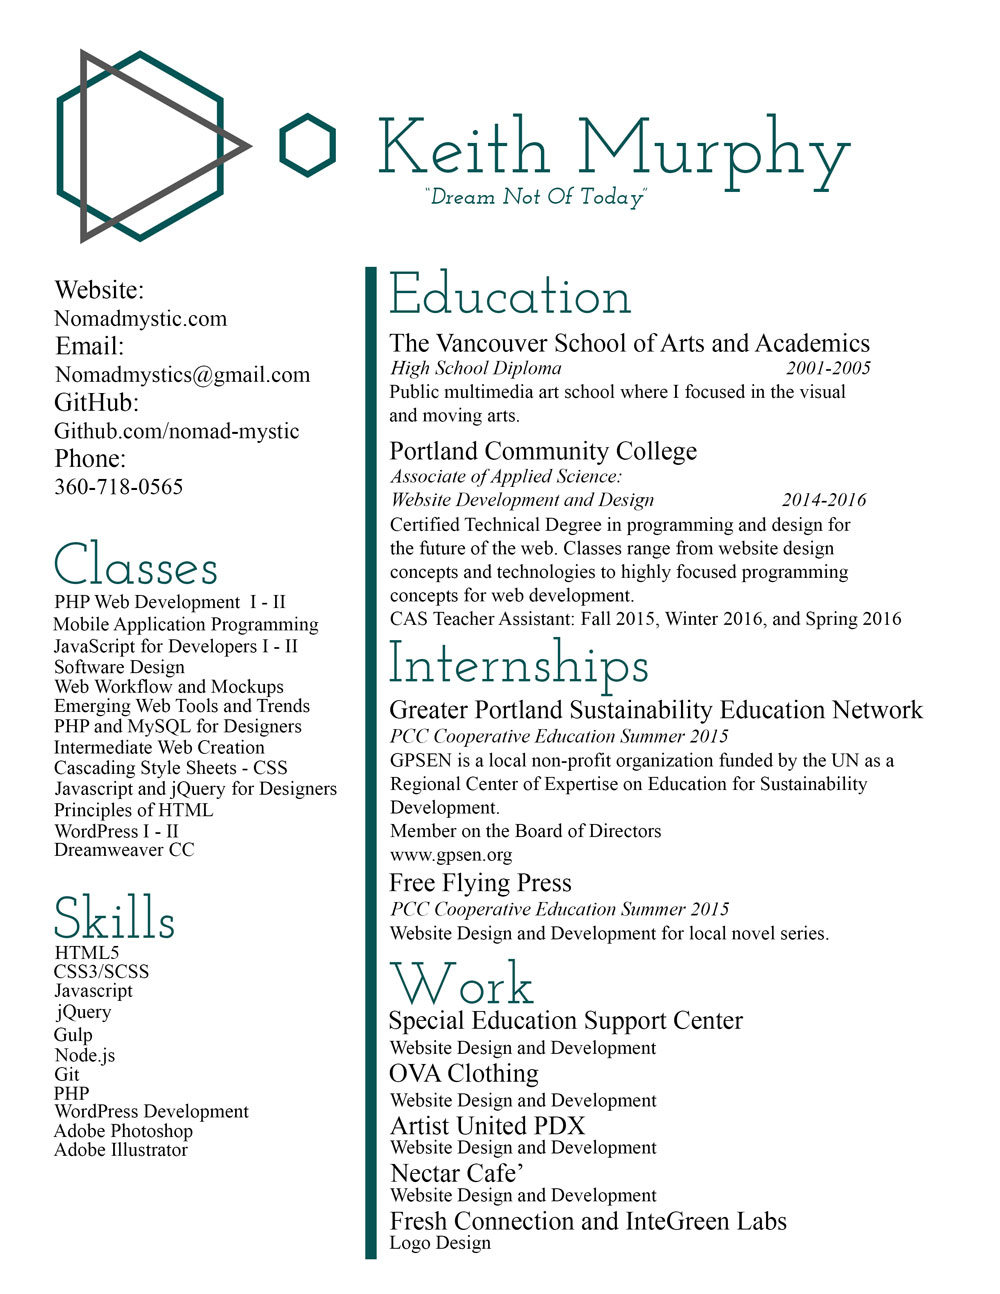 Keith Murphy
"Dream Not Of Today"
Website:
Nomadmystic.com
Email:
Nomadmystics@gmail.com
GitHub:
Github.com/nomad-mystic
Phone:
360-718-0565
Classes
PHP Web Development I - II
Mobile Application Programming
JavaScript for Developers I - II
Software Design
Web Workflow and Mockups
Emerging Web Tools and Trends
PHP and MySQL for Designers
Intermediate Web Creation
Cascading Style Sheets - CSS
Javascript and jQuery for Designers
Principles of HTML
WordPress I - II
Dreamweaver CC
Skills
HTML5
CSS3/SCSS
Javascript
jQuery
Gulp
Node.js
Git
PHP
WordPress Development
Adobe Photoshop
Adobe Illustrator
Education
The Vancouver School of Arts and Academics
High School Diploma 2001-2005
Public multimedia art school where I focused in the visual
and moving arts.
Portland Community College
Associate of Applied Science:
Website Development and Design 2014-2016
Certified Technical Degree in programming and design for
the future of the web. Classes range from website design
concepts and technologies to highly focused programming
concepts for web development.
CAS Teacher Assistant: Fall 2015, Winter 2016, and Spring 2016
Internships
Greater Portland Sustainability Education Network
PCC Cooperative Education Summer 2015
GPSEN is a local non-profit organization funded by the UN as a
Regional Center of Expertise on Education for Sustainability
Development.
Member on the Board of Directors
www.gpsen.org
Free Flying Press
PCC Cooperative Education Summer 2015
Website Design and Development for local novel series.
Work
Special Education Support Center
Website Design and Development
OVA Clothing
Website Design and Development
Artist United PDX
Website Design and Development
Nectar Cafe'
Website Design and Development
Fresh Connection and InteGreen Labs
Logo Design